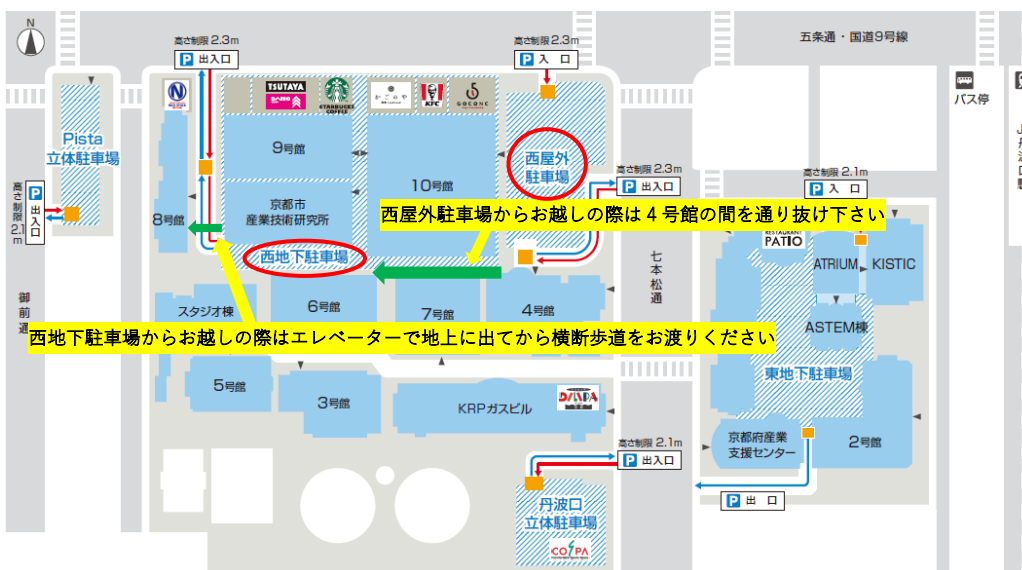 N
五条通・国道9号線
高さ制限 2.3m
P 出入口
高さ制限 2.3m
P 入 口
バス停
TSUTAYA
STARBUCKS COFFEE
かごの屋
KFC
GOCONC
Pista
立体駐車場
高さ制限 2.1m
P 出入口
9号館
10号館
8号館
京都市
産業技術研究所
西屋外
駐車場
高さ制限 2.3m
P 出入口
高さ制限 2.1m
P 入 口
西屋外駐車場からお越しの際は4号館の間を通り抜け下さい
西地下駐車場
RESTAURANT
PATIO
ATRIUM
KISTIC
七本松通
御前通
スタジオ棟
6号館
7号館
4号館
ASTEM棟
西地下駐車場からお越しの際はエレベーターで地上に出てから横断歩道をお渡りください
東地下駐車場
5号館
3号館
KRPガスビル
京都府産業
支援センター
2号館
高さ制限 2.1m
P 出入口
P 出 口
丹波口
立体駐車場
COSPA